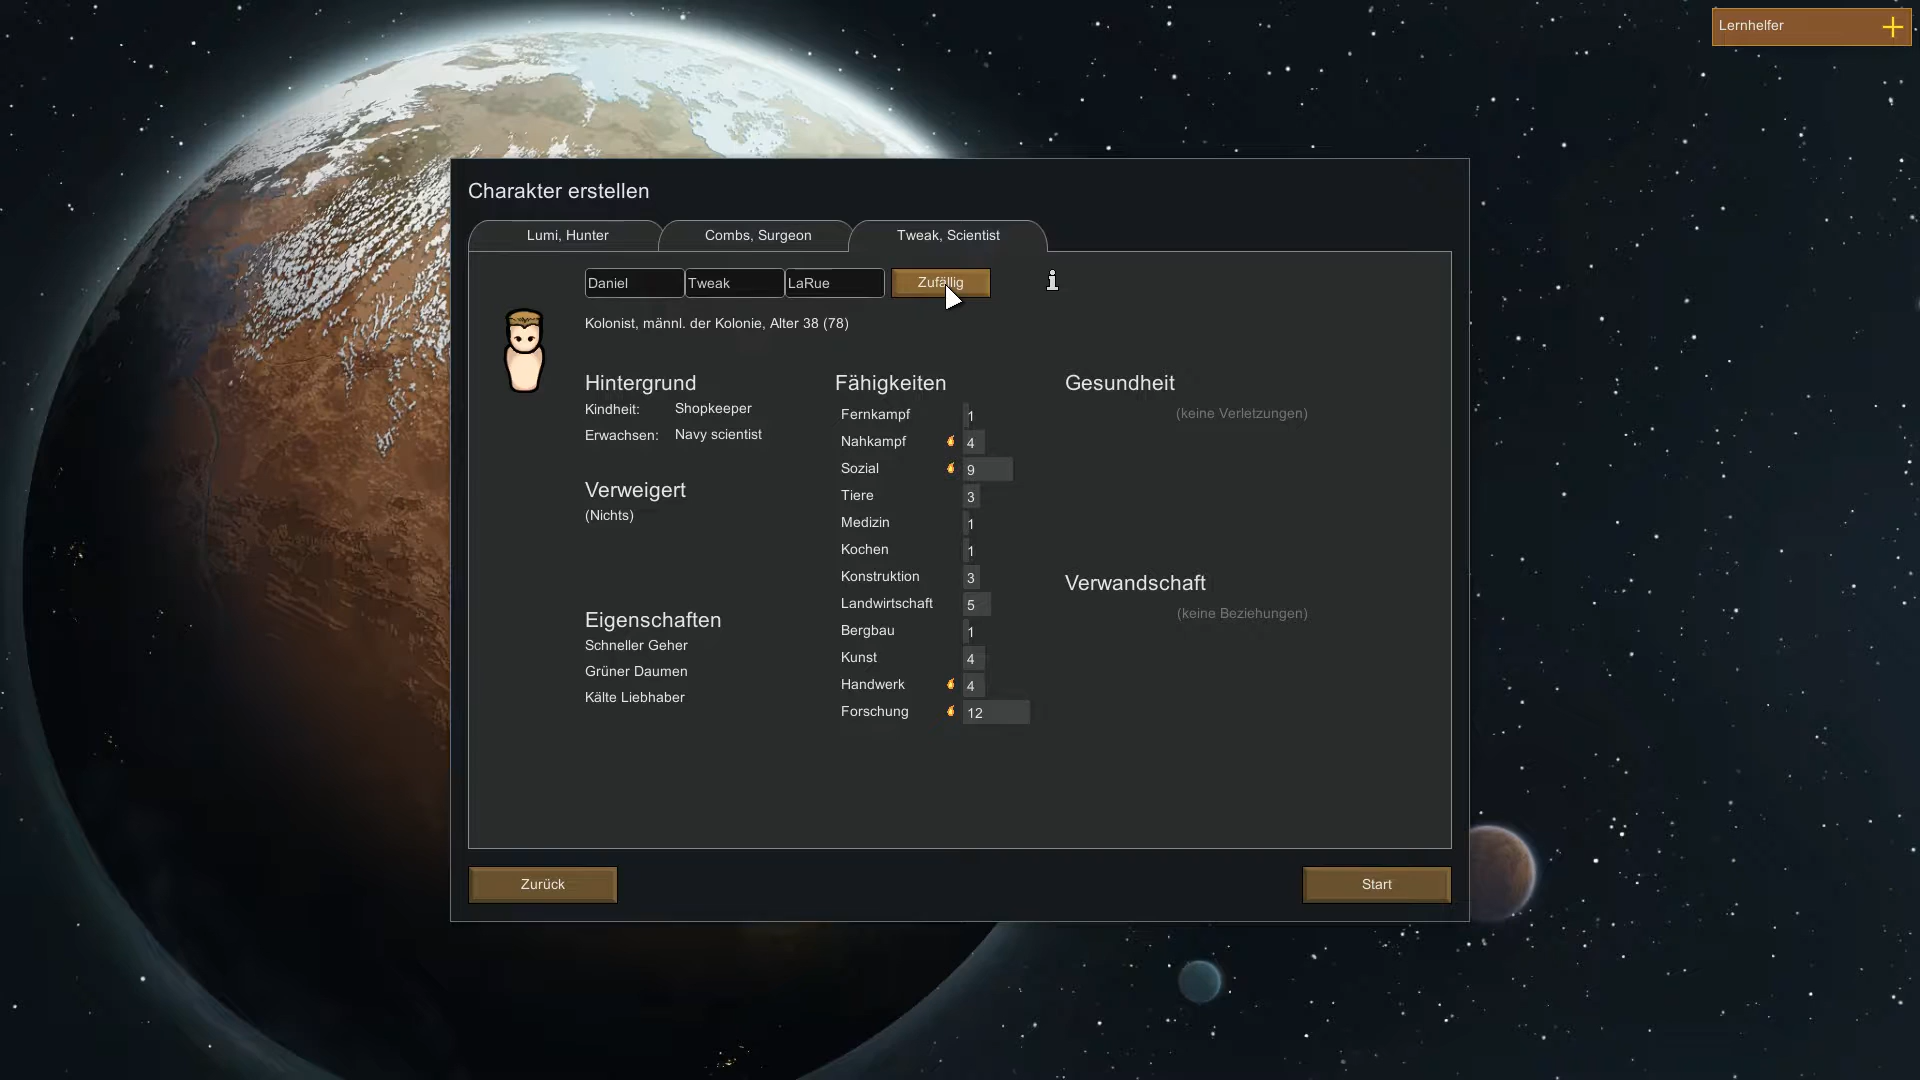 Lernhelfer
Charakter erstellen
Lumi, Hunter
Combs, Surgeon
Tweak, Scientist
Daniel
Tweak
LaRue
Zufällig
Kolonist, männl. der Kolonie, Alter 38 (78)
Hintergrund
Kindheit: Shopkeeper
Erwachsen: Navy scientist
Verweigert
(Nichts)
Eigenschaften
Schneller Geher
Grüner Daumen
Kälte Liebhaber
Fähigkeiten
Fernkampf 1
Nahkampf 4
Sozial 9
Tiere 3
Medizin 1
Kochen 1
Konstruktion 3
Landwirtschaft 5
Bergbau 1
Kunst 4
Handwerk 4
Forschung 12
Gesundheit
(keine Verletzungen)
Verwandschaft
(keine Beziehungen)
Zurück
Start